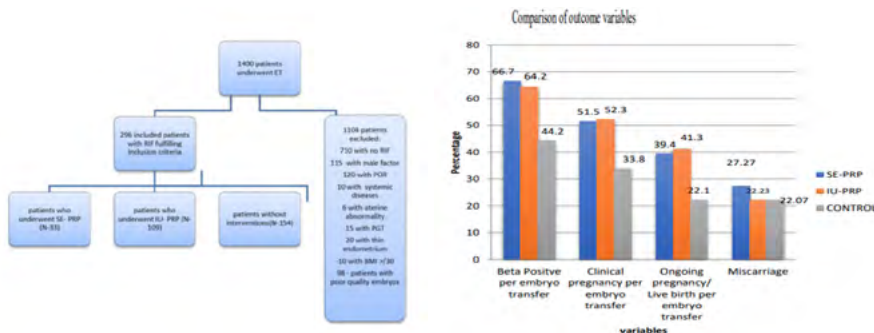 1400 patients
underwent ET
296 included patients
with RIF fulfilling
inclusion criteria
1104 patients
excluded:
710 with no RIF
115 -with male factor
120 with POR
10 with systemic
diseases
6 with uterine
abnormality
15 with PGT
20 with thin
endometrium
-10 with BMI >/30
98 - patients with
poor quality embryos
patients who
underwent SE- PRP
(N-33)
patients who
underwent IU- PRP (N-
109)
patients without
interventions(N-154)
Comparison of outcome variables
Percentage
80
70
60
50
40
30
20
10
0
66.7
64.2
44.2
51.5
52.3
33.8
39.4
41.3
22.1
27.27
22.23
22.07
Beta Positve
per embryo
transfer
Clinical
pregnancy per
embryo
transfer
Ongoing
pregnancy/
Live birth per
embryo
transfer
Miscarriage
variables
SE-PRP
IU-PRP
CONTROL